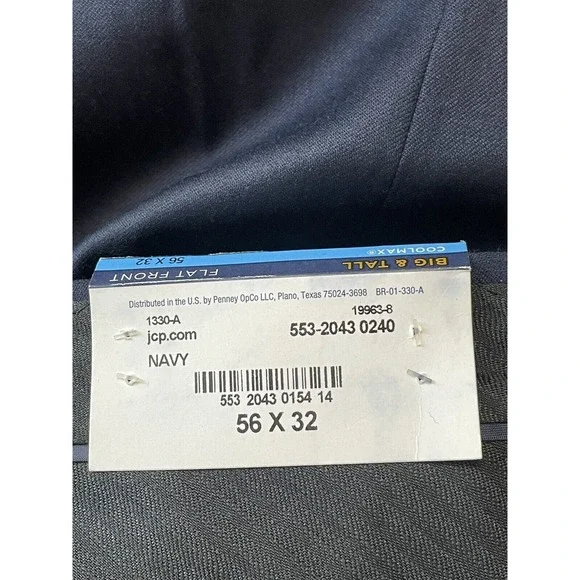 BIG & TALL
COOLMAX®
FLAT FRONT
56 X 32
Distributed in the U.S. by Penney OpCo LLC, Plano, Texas 75024-3698 BR-01-330-A
1330-A 19963-8
jcp.com 553-2043 0240
NAVY
553 2043 0154 14
56 X 32